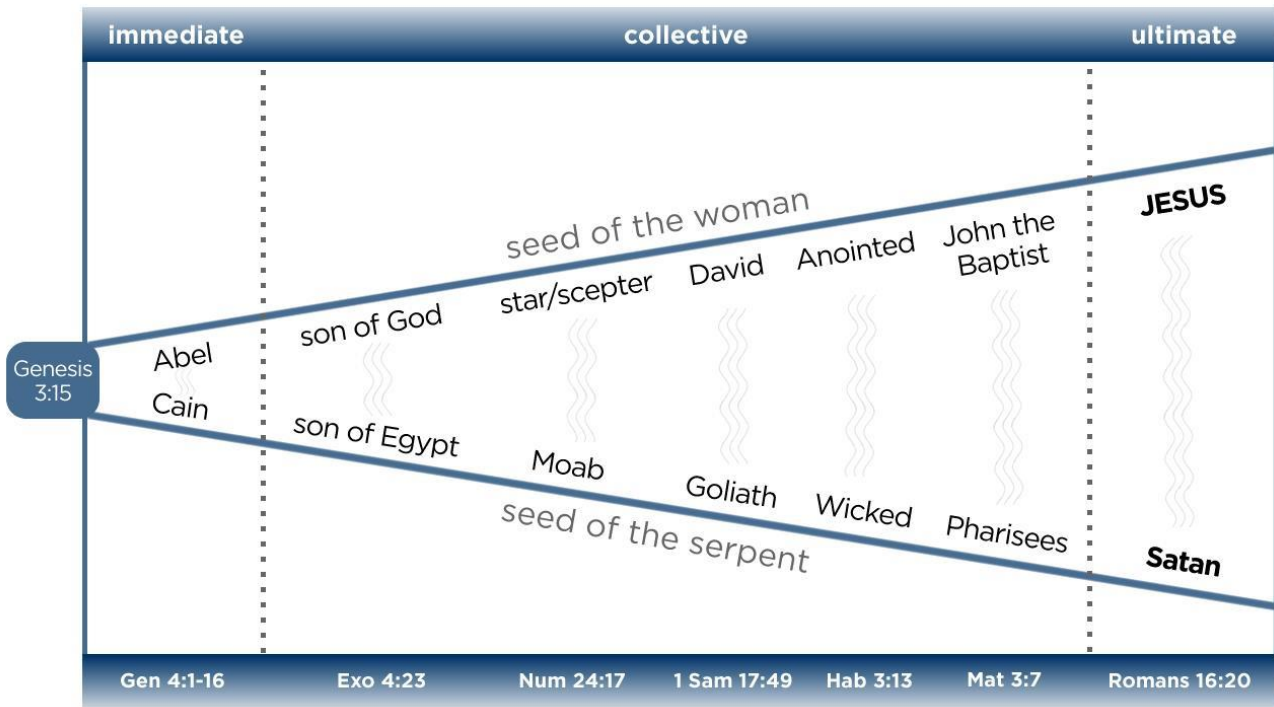 immediate
collective
ultimate
seed of the woman
JESUS
John the
Baptist
Anointed
David
star/scepter
son of God
Abel
Genesis
3:15
Cain
son of Egypt
Moab
Goliath
Wicked
Pharisees
Satan
seed of the serpent
Gen 4:1-16
Exo 4:23
Num 24:17
1 Sam 17:49
Hab 3:13
Mat 3:7
Romans 16:20